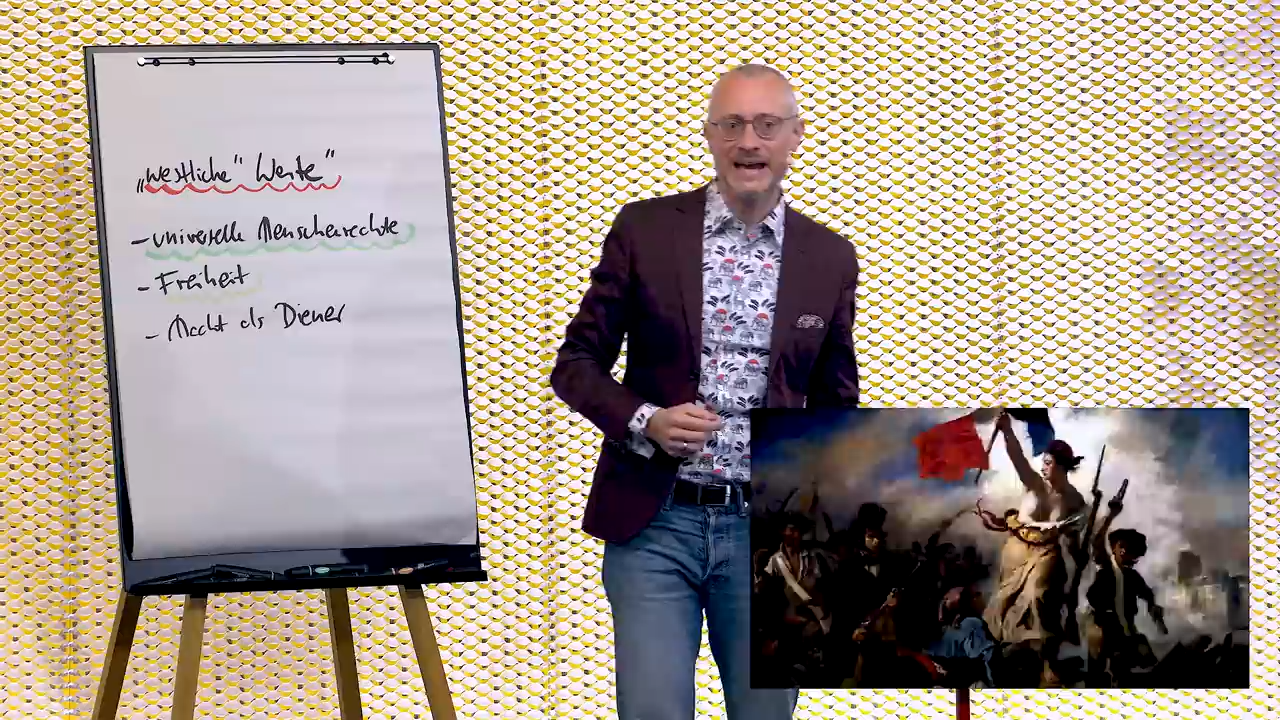 „westliche" Werte"
- universelle Menschenrechte
- Freiheit
- Macht als Diener